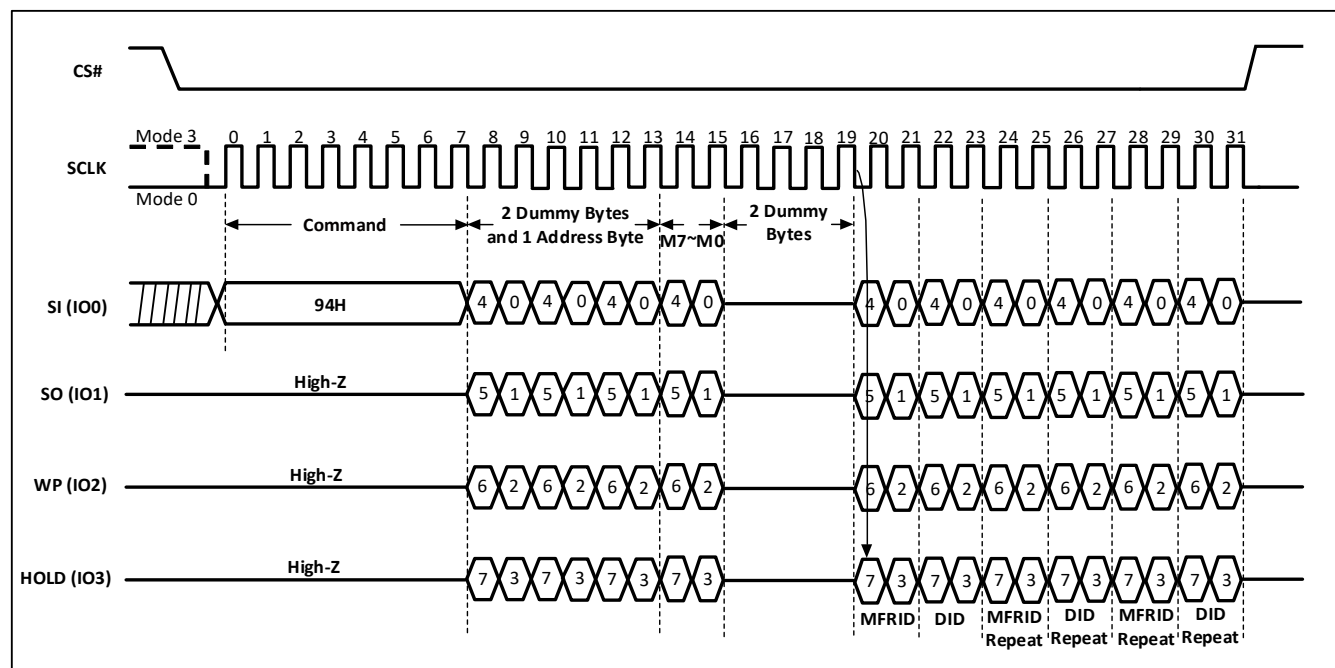 CS#
Mode 3
0 1 2 3 4 5 6 7 8 9 10 11 12 13 14 15 16 17 18 19 20 21 22 23 24 25 26 27 28 29 30 31
SCLK
Mode 0
Command
2 Dummy Bytes
and 1 Address Byte
M7~M0
2 Dummy
Bytes
SI (IO0) 94H 4 0 4 0 4 0 4 0 4 0 4 0 4 0 4 0 4 0 4 0
SO (IO1) High-Z 5 1 5 1 5 1 5 1 5 1 5 1 5 1 5 1 5 1 5 1
WP (IO2) High-Z 6 2 6 2 6 2 6 2 6 2 6 2 6 2 6 2 6 2 6 2
HOLD (IO3) High-Z 7 3 7 3 7 3 7 3 7 3 7 3 7 3 7 3 7 3 7 3
MFRID
DID
MFRID
Repeat
DID
Repeat
MFRID
Repeat
DID
Repeat